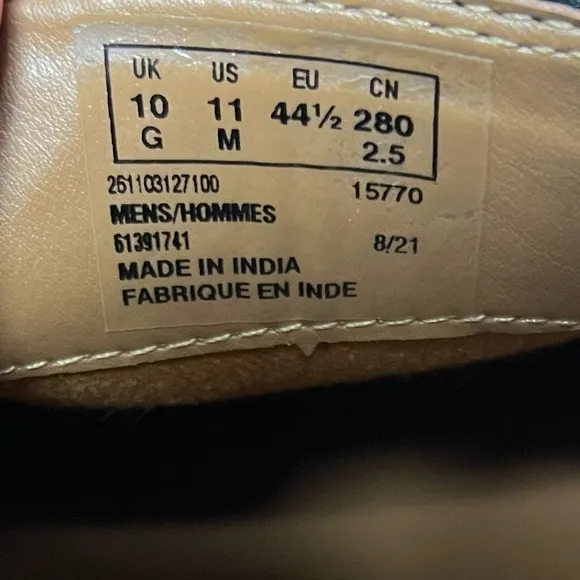 UK US EU CN
10 11 44½ 280
G M 2.5
261103127100 15770
MENS/HOMMES
61391741 8/21
MADE IN INDIA
FABRIQUE EN INDE